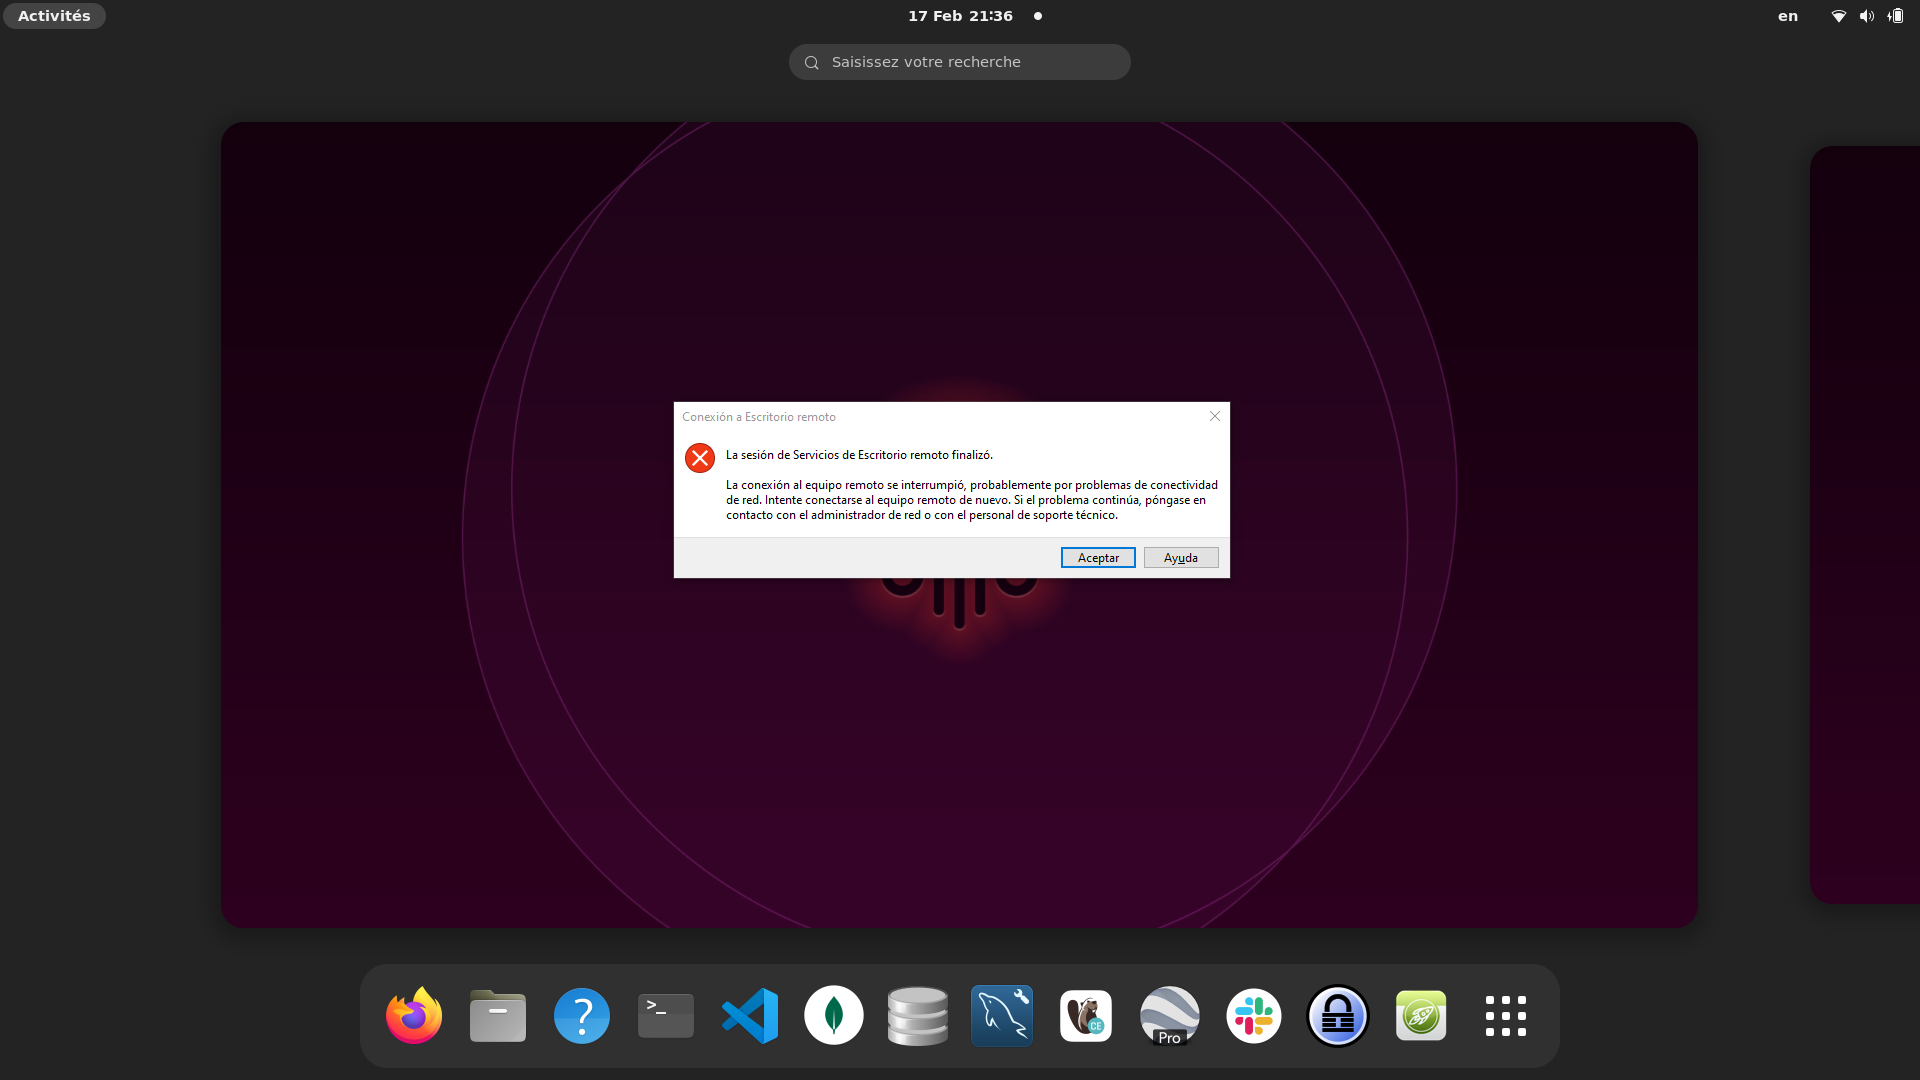 Activités
17 Feb 21:36
en
Saisissez votre recherche
Conexión a Escritorio remoto
La sesión de Servicios de Escritorio remoto finalizó.
La conexión al equipo remoto se interrumpió, probablemente por problemas de conectividad
de red. Intente conectarse al equipo remoto de nuevo. Si el problema continúa, póngase en
contacto con el administrador de red o con el personal de soporte técnico.
Aceptar
Ayuda
>_
CE
Pro